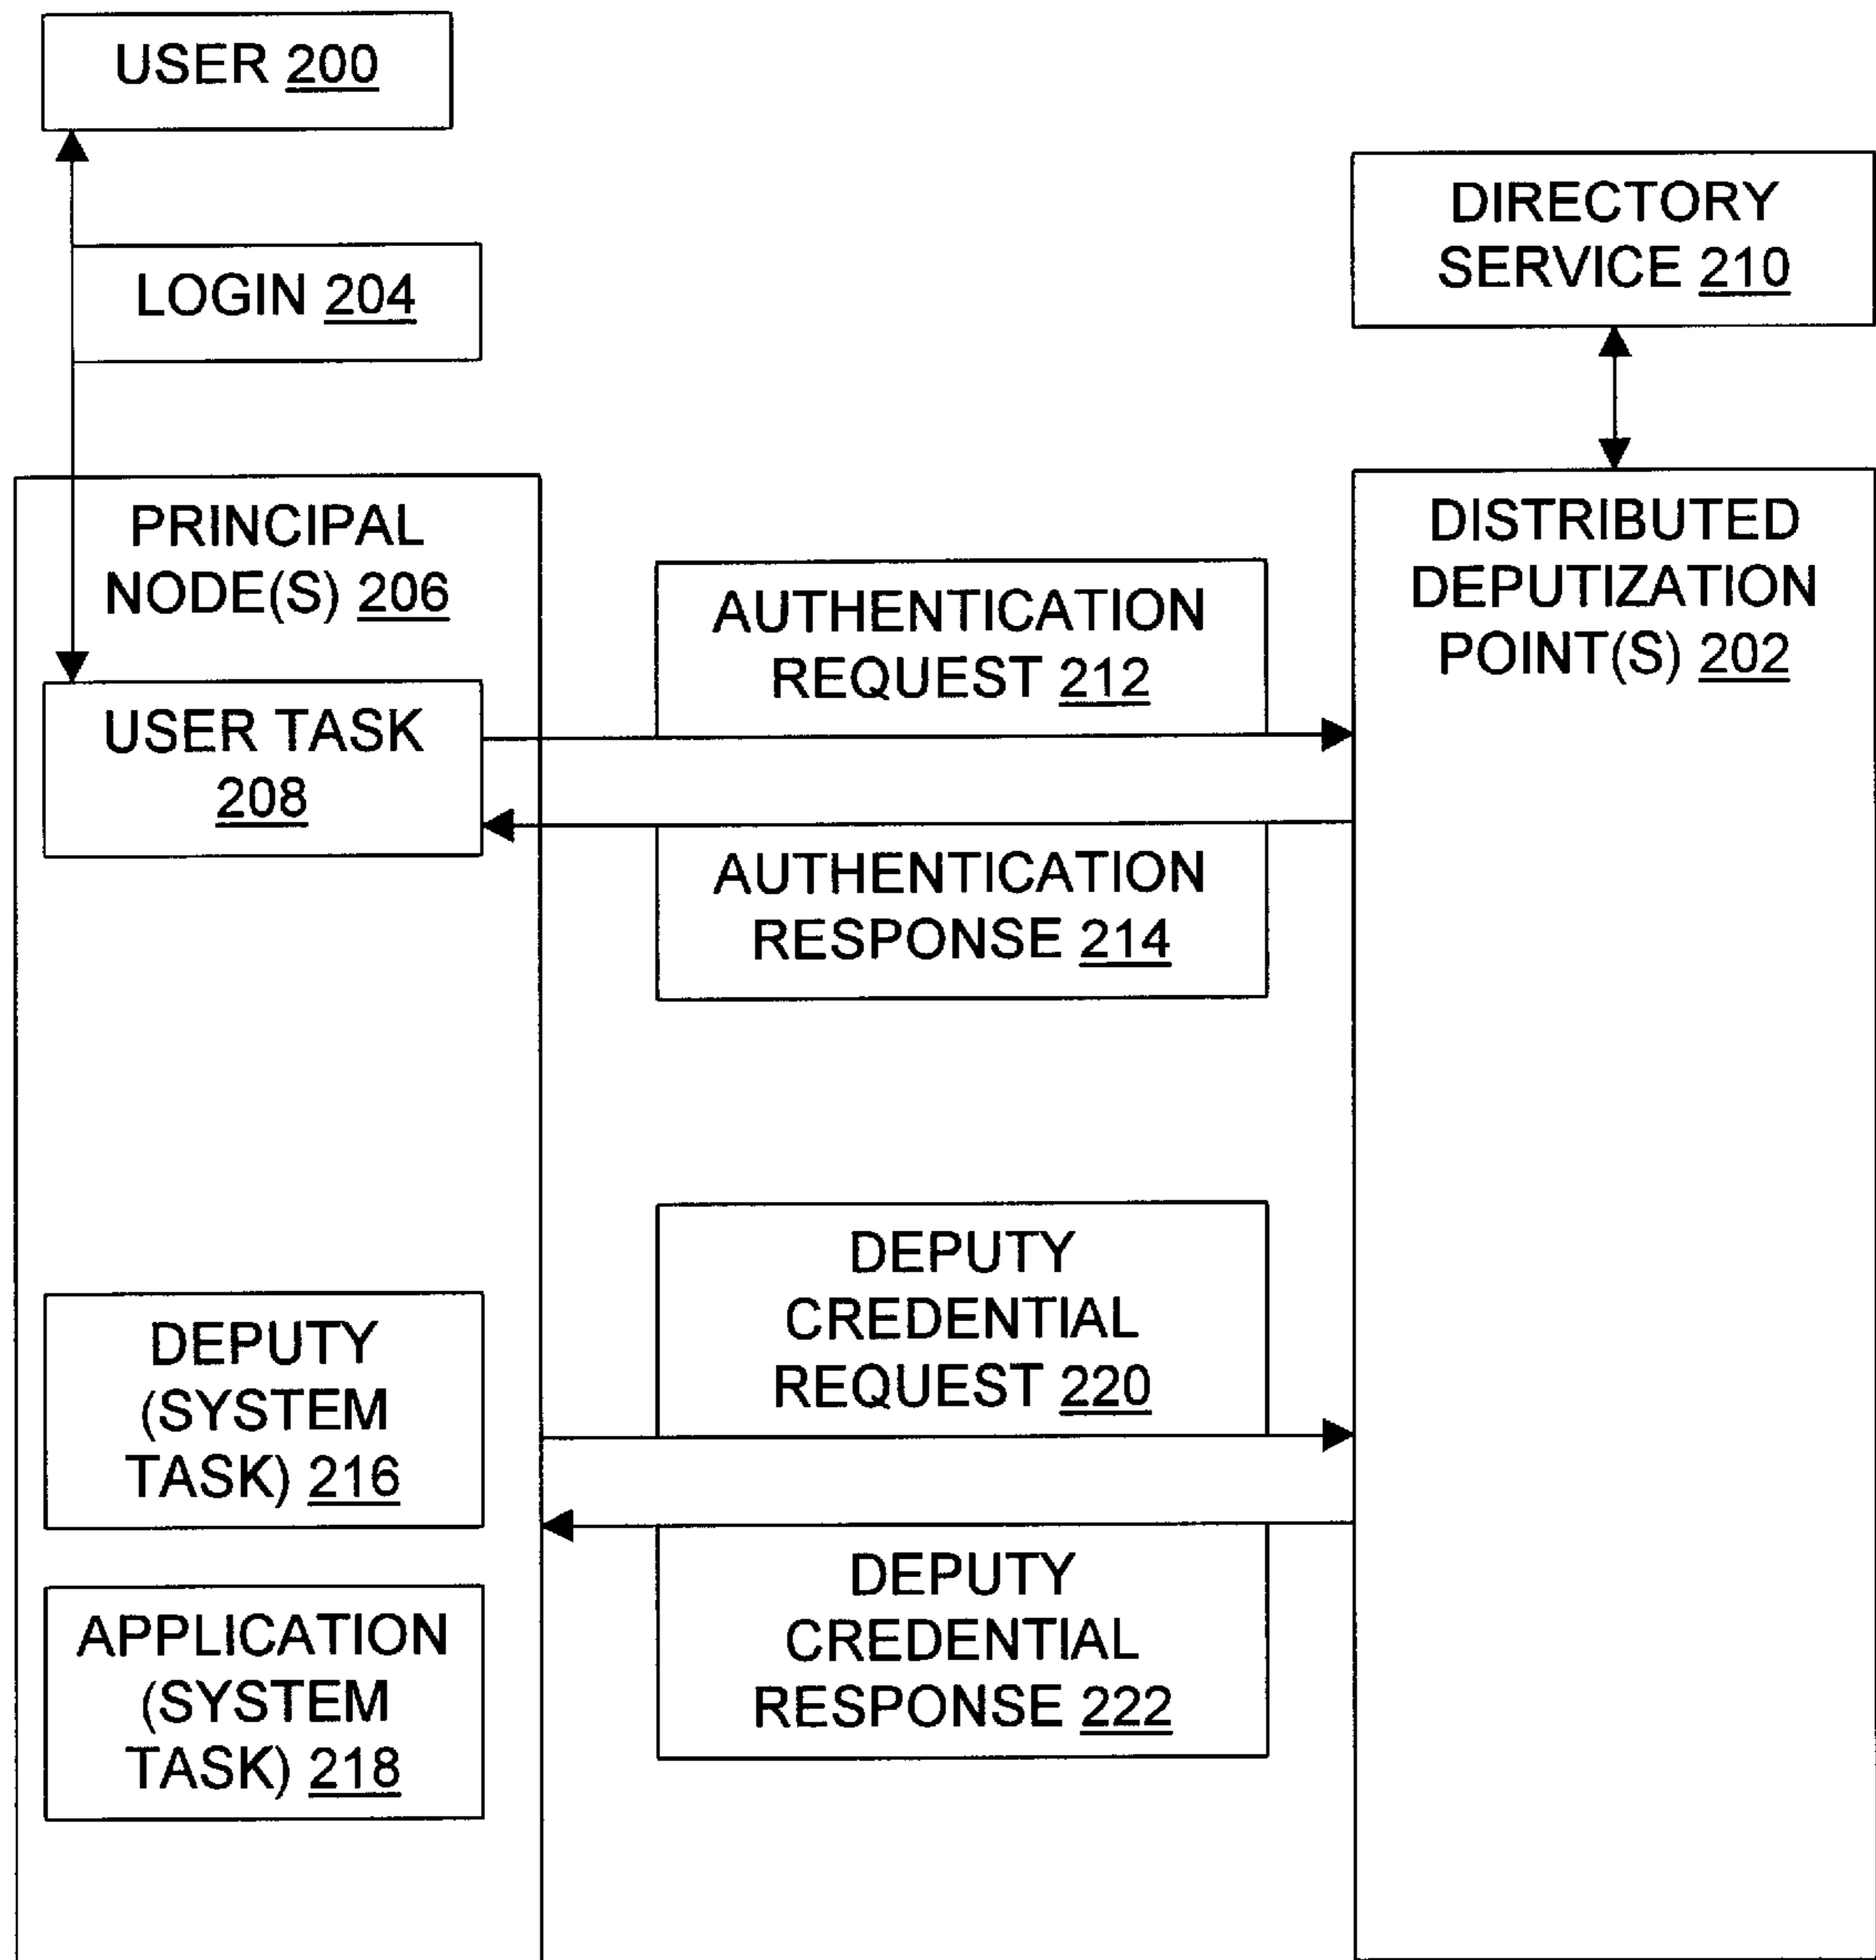 USER 200
LOGIN 204
DIRECTORY
SERVICE 210
PRINCIPAL
NODE(S) 206
USER TASK
208
AUTHENTICATION
REQUEST 212
AUTHENTICATION
RESPONSE 214
DISTRIBUTED
DEPUTIZATION
POINT(S) 202
DEPUTY
(SYSTEM
TASK) 216
APPLICATION
(SYSTEM
TASK) 218
DEPUTY
CREDENTIAL
REQUEST 220
DEPUTY
CREDENTIAL
RESPONSE 222